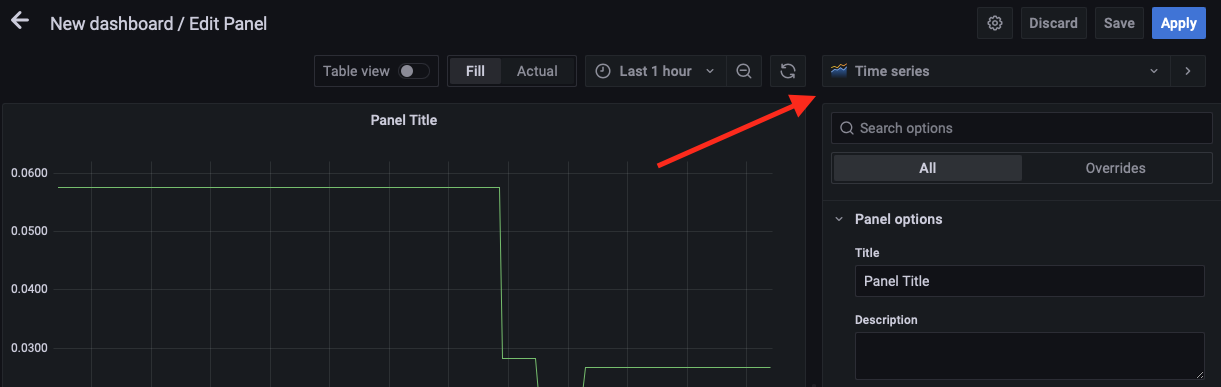 New dashboard / Edit Panel
Discard
Save
Apply
Table view
Fill
Actual
Last 1 hour
Time series
Panel Title
0.0600
0.0500
0.0400
0.0300
Search options
All
Overrides
Panel options
Title
Panel Title
Description